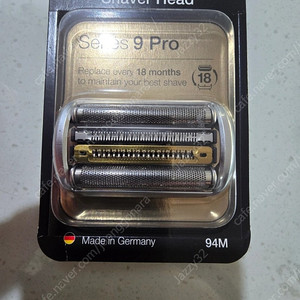 Shaver Head
Series 9 Pro
Replace every 18 months
to maintain your best shave
18
Made in Germany
94M